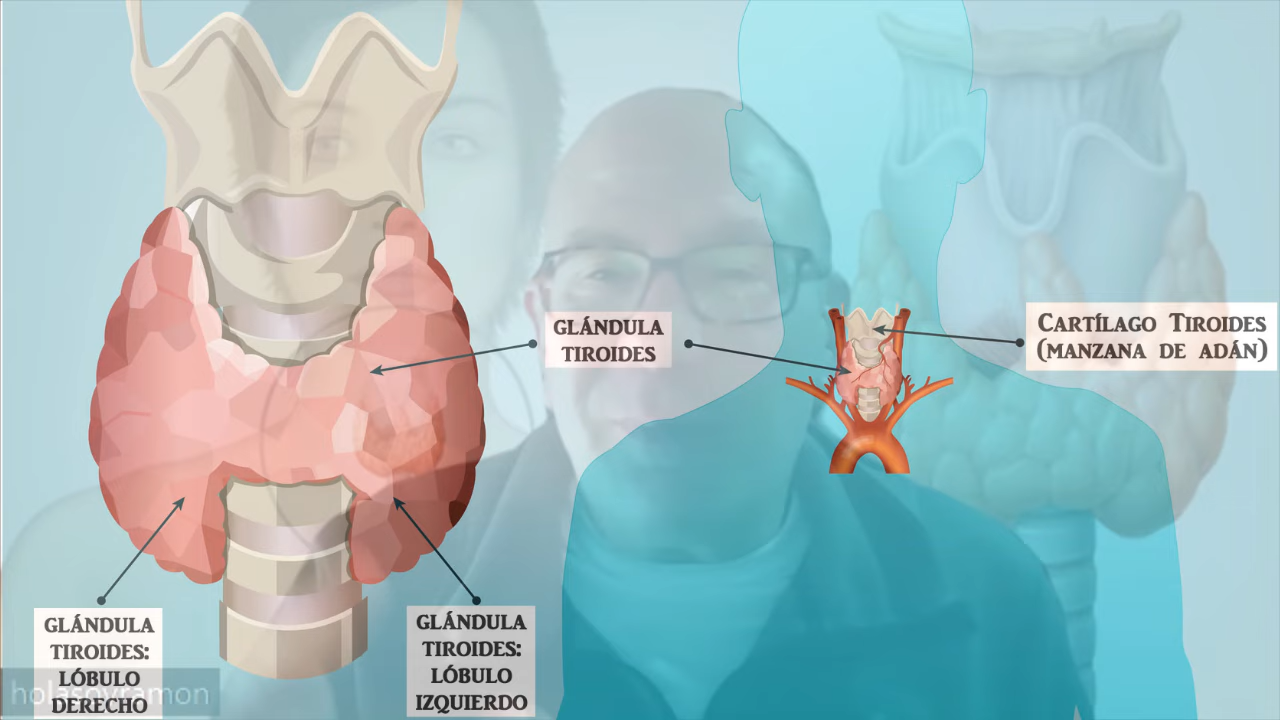 GLÁNDULA
TIROIDES
CARTÍLAGO TIROIDES
(MANZANA DE ADÁN)
GLÁNDULA
TIROIDES:
LÓBULO
DERECHO
GLÁNDULA
TIROIDES:
LÓBULO
IZQUIERDO
holasoyramon